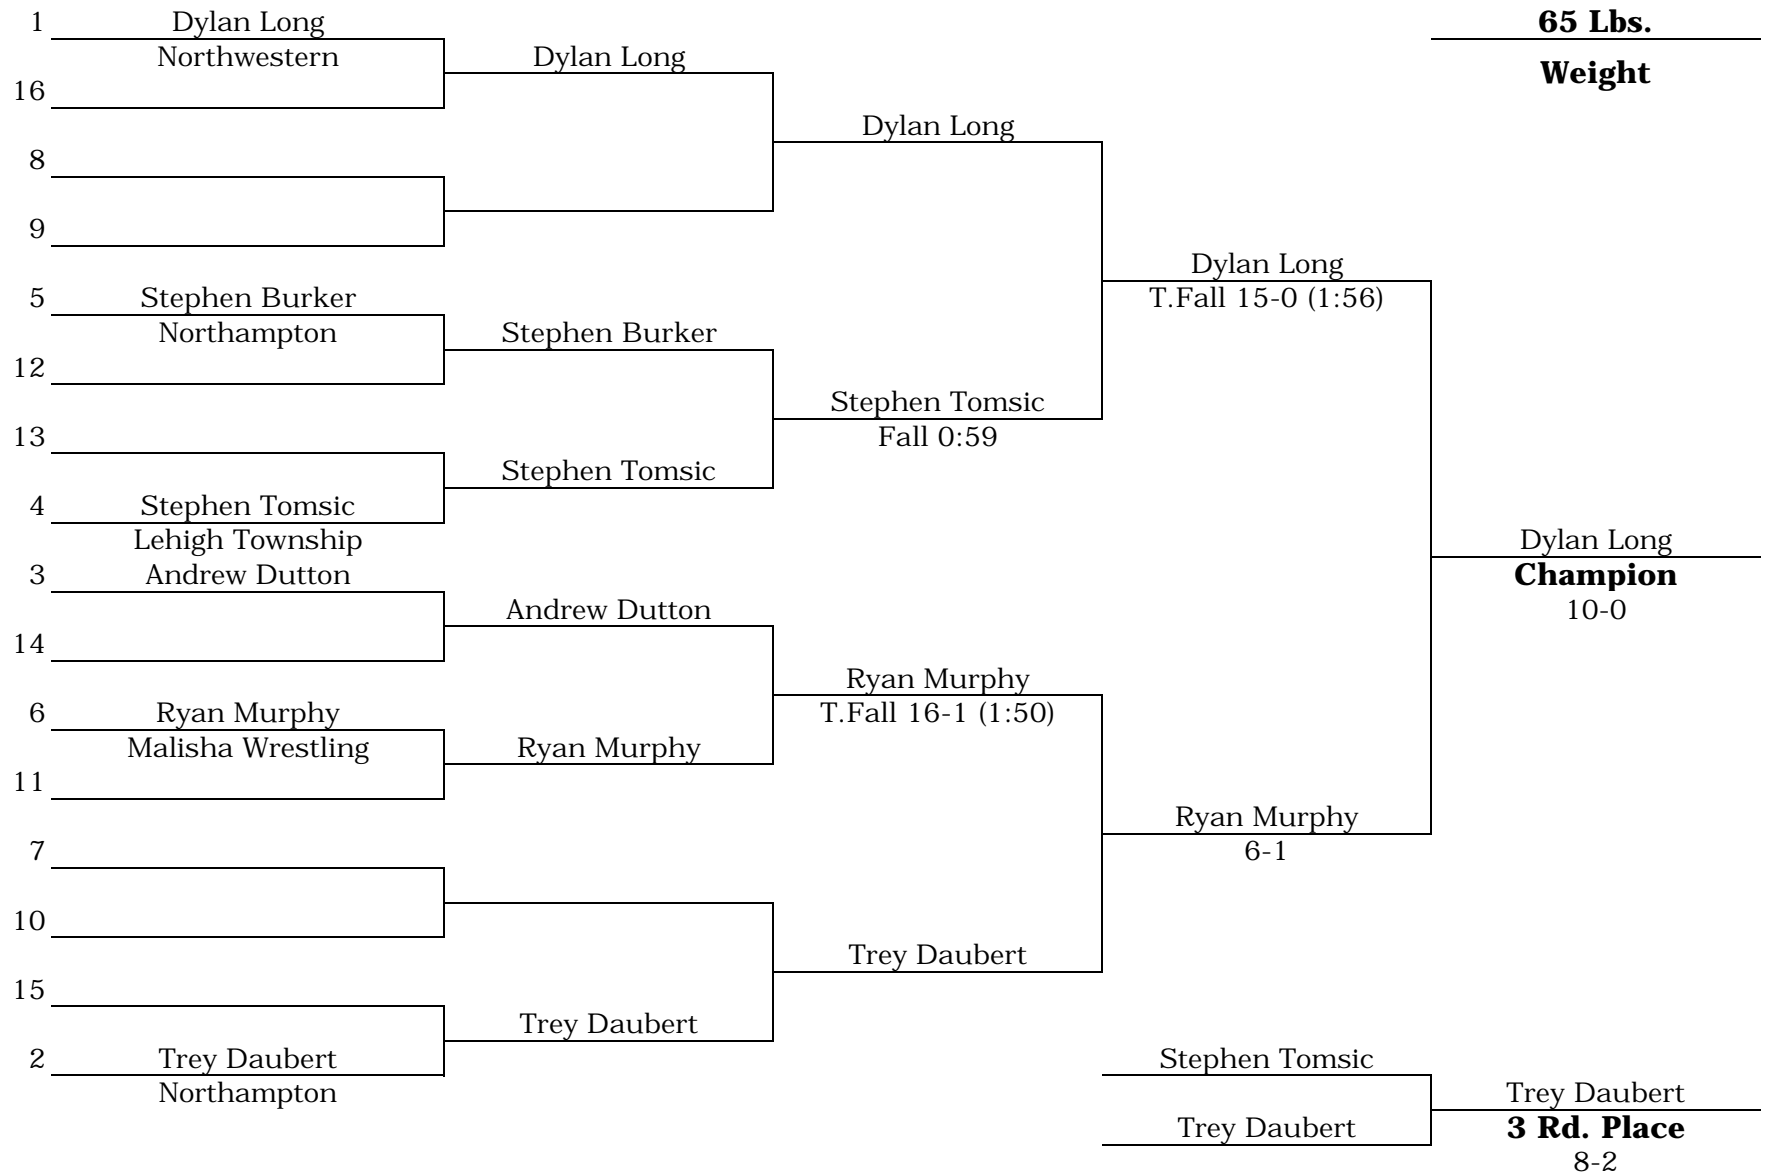 1 Dylan Long
Northwestern
16
8
9
5 Stephen Burker
Northampton
12
13
4 Stephen Tomsic
Lehigh Township
3 Andrew Dutton
14
6 Ryan Murphy
Malisha Wrestling
11
7
10
15
2 Trey Daubert
Northampton
Dylan Long
Stephen Burker
Stephen Tomsic
Andrew Dutton
Ryan Murphy
Trey Daubert
Dylan Long
Stephen Tomsic
Fall 0:59
Ryan Murphy
T.Fall 16-1 (1:50)
Trey Daubert
Dylan Long
T.Fall 15-0 (1:56)
Ryan Murphy
6-1
Stephen Tomsic
Trey Daubert
65 Lbs.
Weight
Dylan Long
Champion
10-0
Trey Daubert
3 Rd. Place
8-2